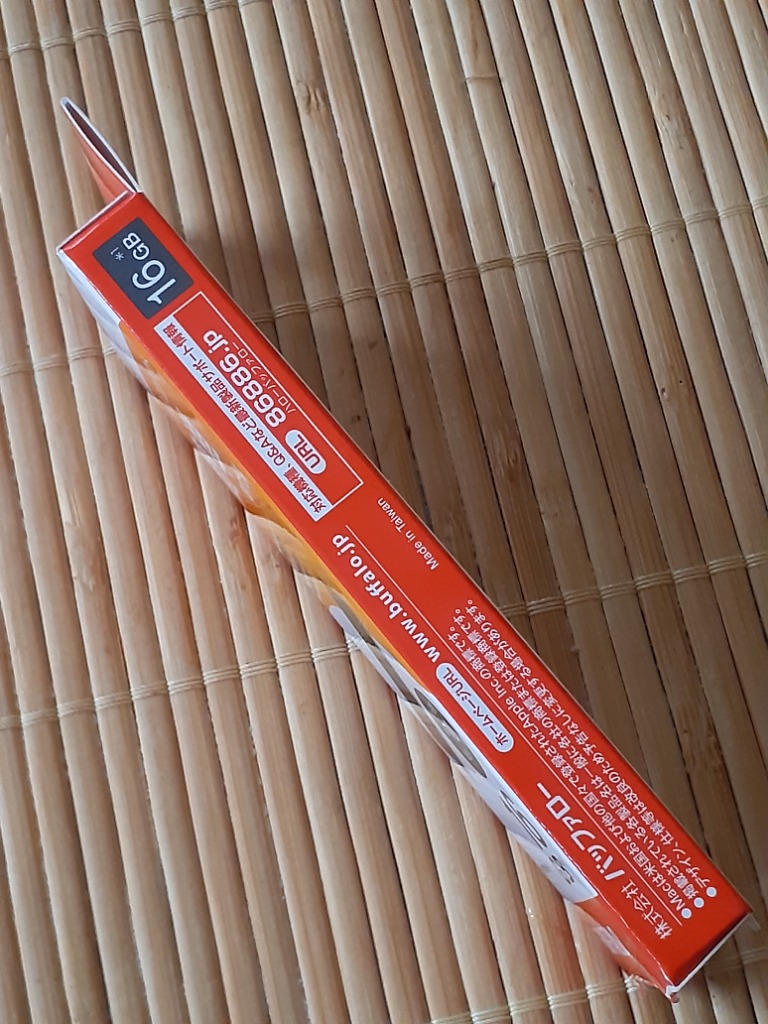 株式会社 バッファロー
ホームページURL www.buffalo.jp
●Macは米国および他の国々で登録されたApple Inc.の商標です。
●掲載されている各製品名は一般に各社の商標または登録商標です。
●デザイン、仕様等は改良のため予告なしに変更する場合があります。
Made in Taiwan
対応機種、Q&Aなど最新製品サポート情報
URL 86886.jp
ハローバッファロー
16GB *1